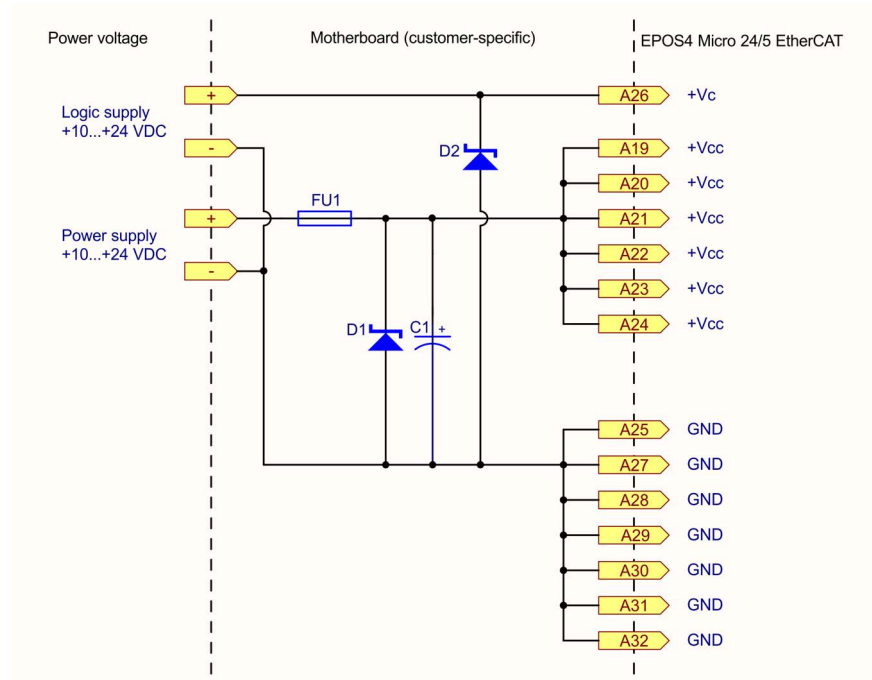 Power voltage
Motherboard (customer-specific)
EPOS4 Micro 24/5 EtherCAT
+
A26
+Vc
Logic supply
+10...+24 VDC
-
D2
A19
+Vcc
A20
+Vcc
FU1
+
A21
+Vcc
Power supply
+10...+24 VDC
A22
+Vcc
-
A23
+Vcc
D1
C1
+
A24
+Vcc
A25
GND
A27
GND
A28
GND
A29
GND
A30
GND
A31
GND
A32
GND